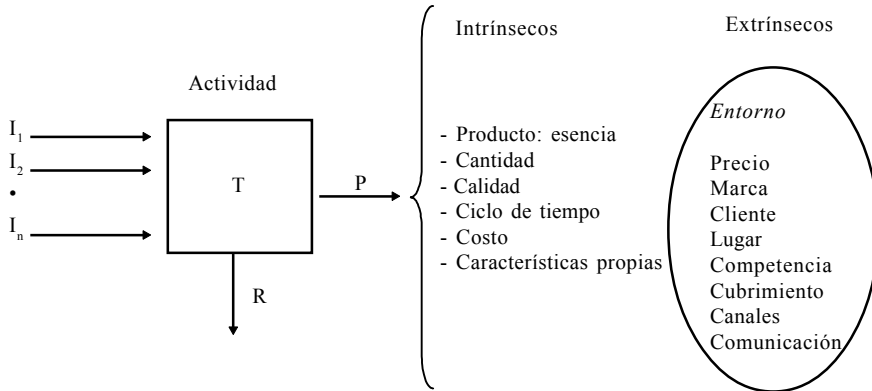 Intrínsecos
Extrínsecos
Actividad
I1
I2
•
In
T
P
R
- Producto: esencia
- Cantidad
- Calidad
- Ciclo de tiempo
- Costo
- Características propias
Entorno
Precio
Marca
Cliente
Lugar
Competencia
Cubrimiento
Canales
Comunicación